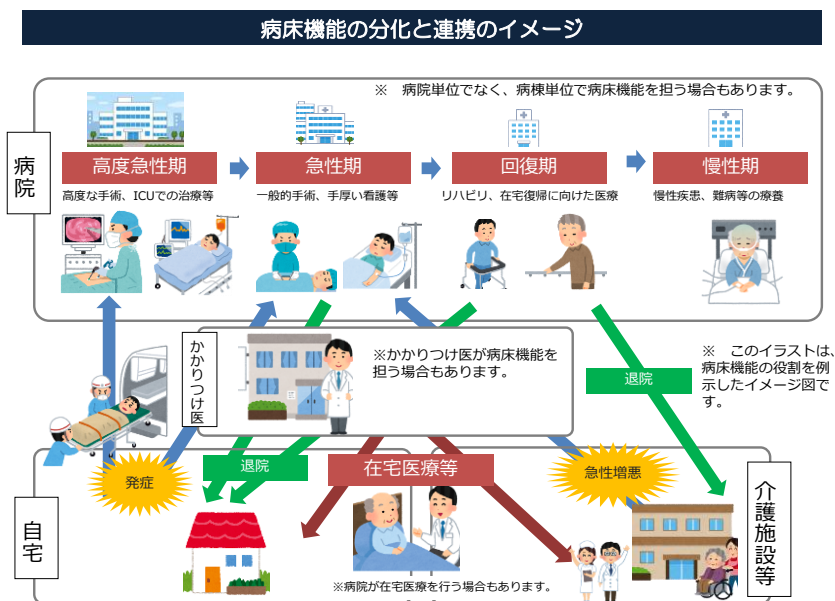 病床機能の分化と連携のイメージ
※　病院単位でなく、病棟単位で病床機能を担う場合もあります。
病院
高度急性期
急性期
回復期
慢性期
高度な手術、ICUでの治療等
一般的手術、手厚い看護等
リハビリ、在宅復帰に向けた医療
慢性疾患、難病等の療養
かかりつけ医
※かかりつけ医が病床機能を
担う場合もあります。
※　このイラストは、
病床機能の役割を例
示したイメージ図で
す。
退院
退院
在宅医療等
発症
急性増悪
自宅
介護施設等
※病院が在宅医療を行う場合もあります。